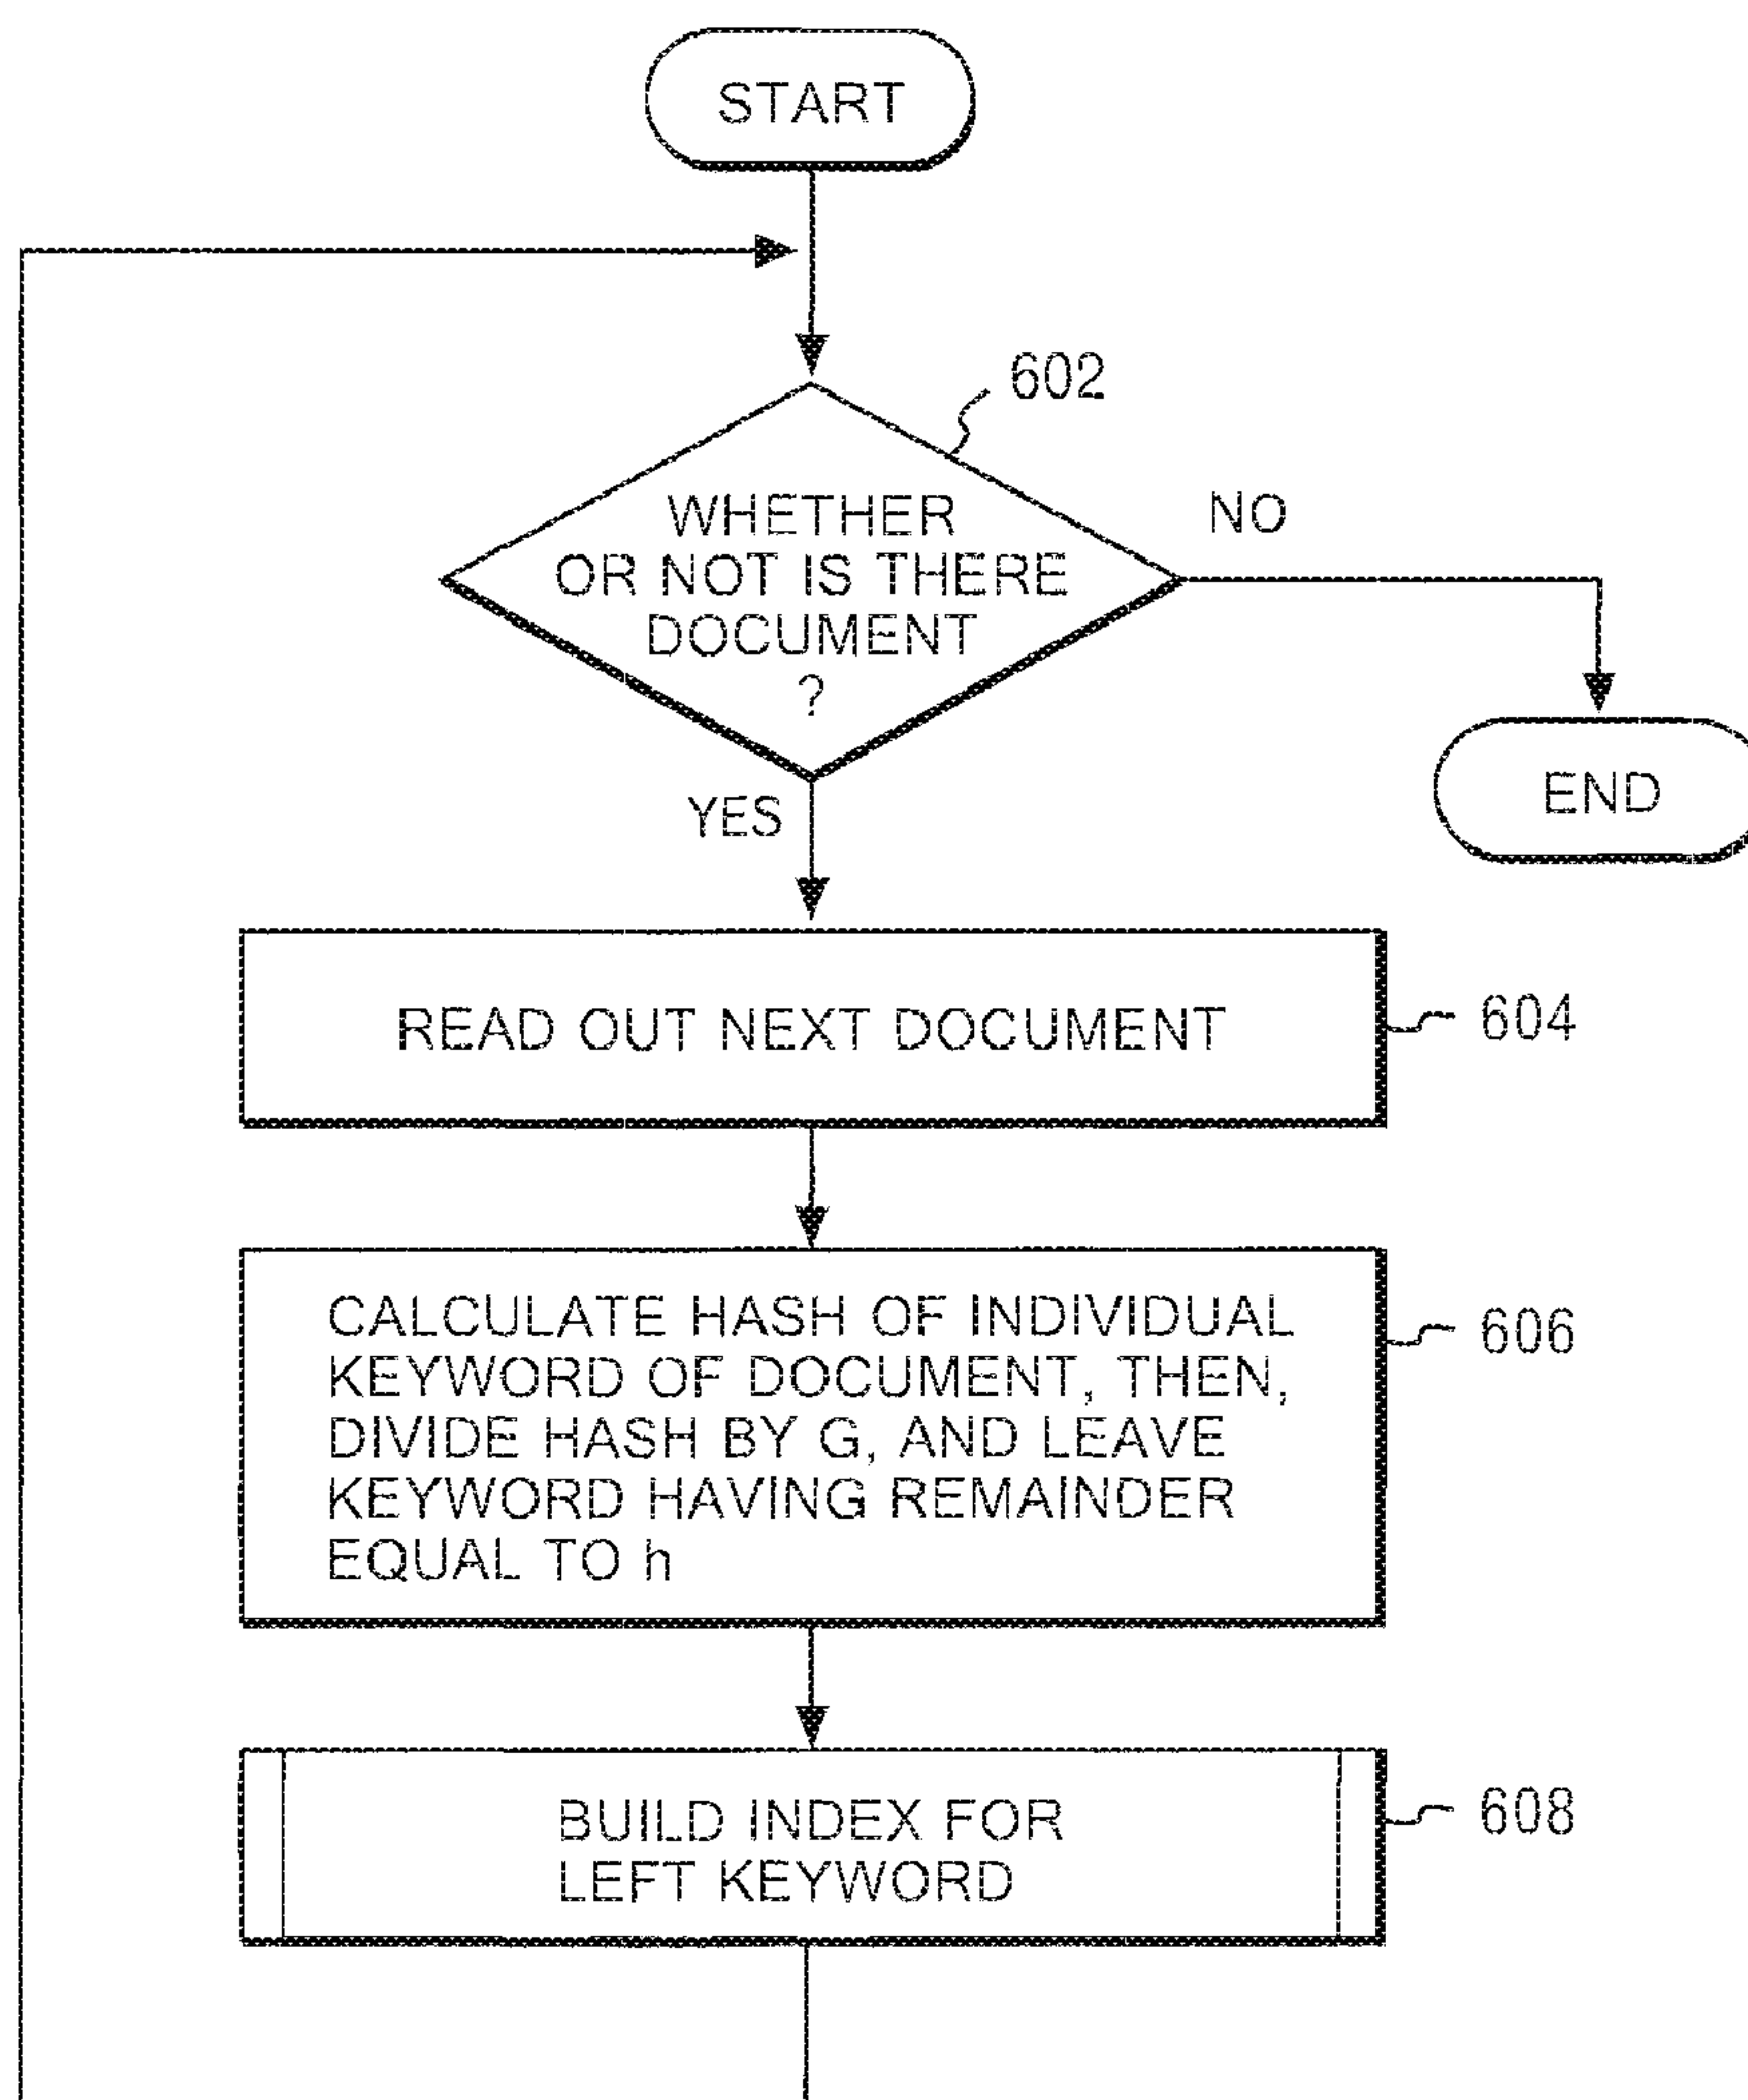 START
602
WHETHER
OR NOT IS THERE
DOCUMENT
?
NO
YES
END
READ OUT NEXT DOCUMENT
604
CALCULATE HASH OF INDIVIDUAL
KEYWORD OF DOCUMENT, THEN,
DIVIDE HASH BY G, AND LEAVE
KEYWORD HAVING REMAINDER
EQUAL TO h
606
BUILD INDEX FOR
LEFT KEYWORD
608